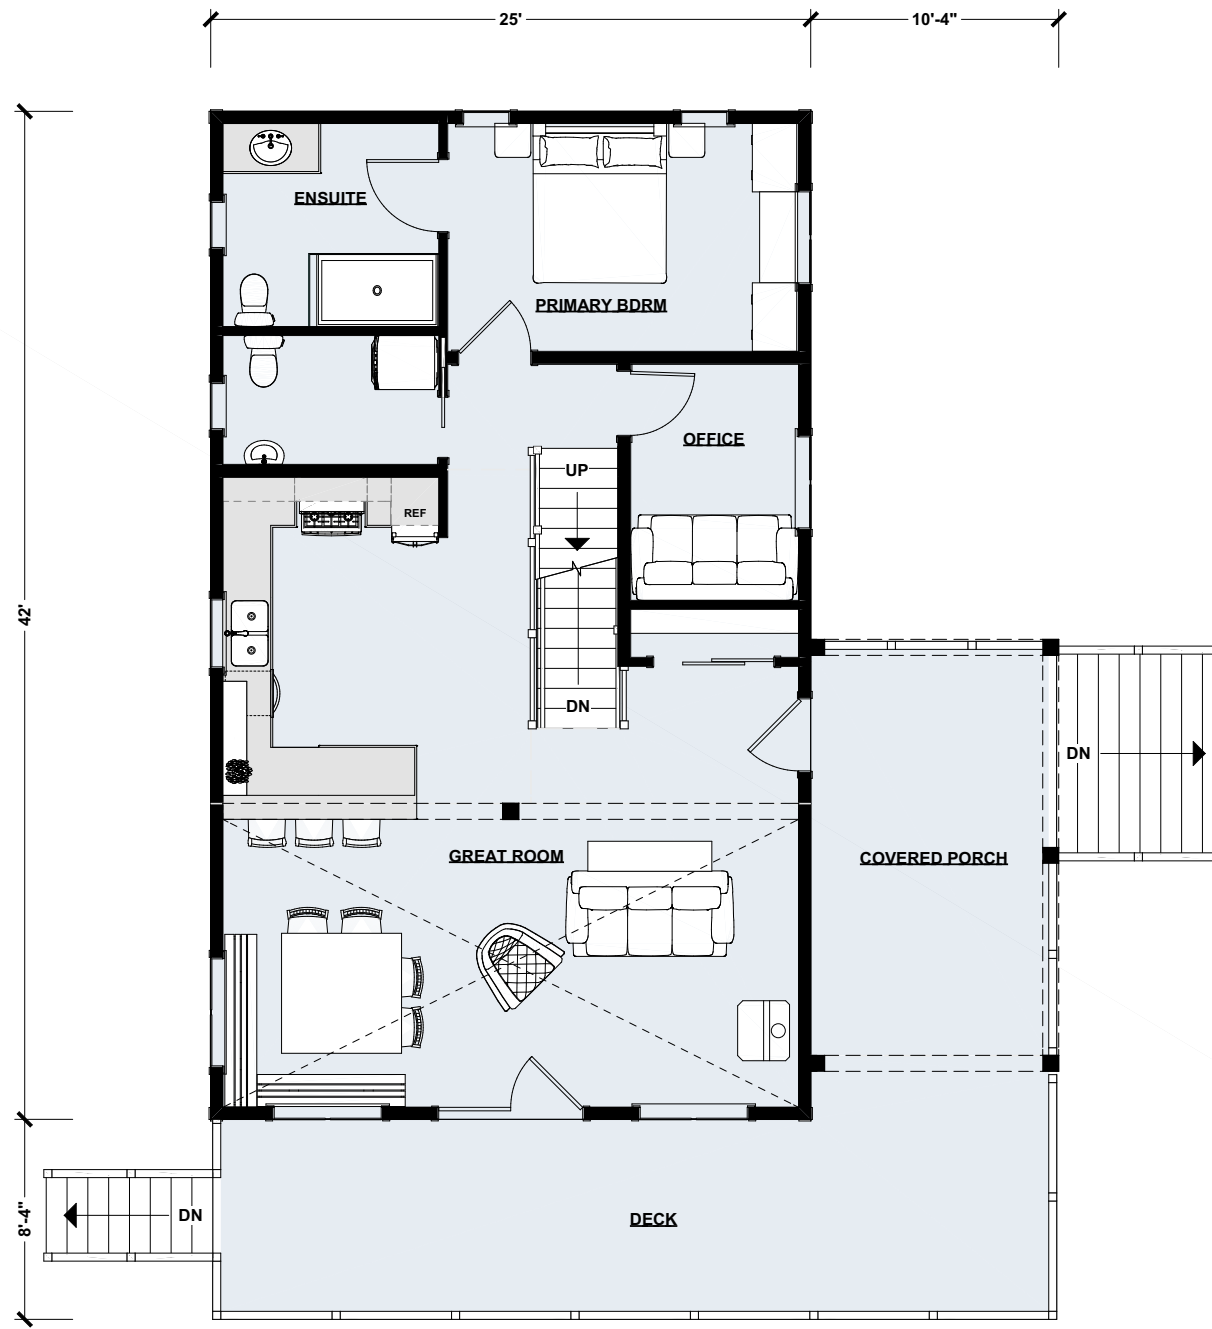 25'
10'-4"
ENSUITE
PRIMARY BDRM
OFFICE
UP
REF
42'
DN
DN
GREAT ROOM
COVERED PORCH
8'-4"
DN
DECK